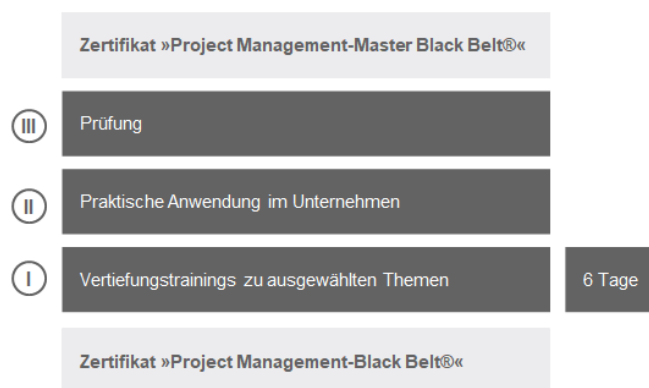 Zertifikat »Project Management-Master Black Belt®«
III Prüfung
II Praktische Anwendung im Unternehmen
I Vertiefungstrainings zu ausgewählten Themen 6 Tage
Zertifikat »Project Management-Black Belt®«